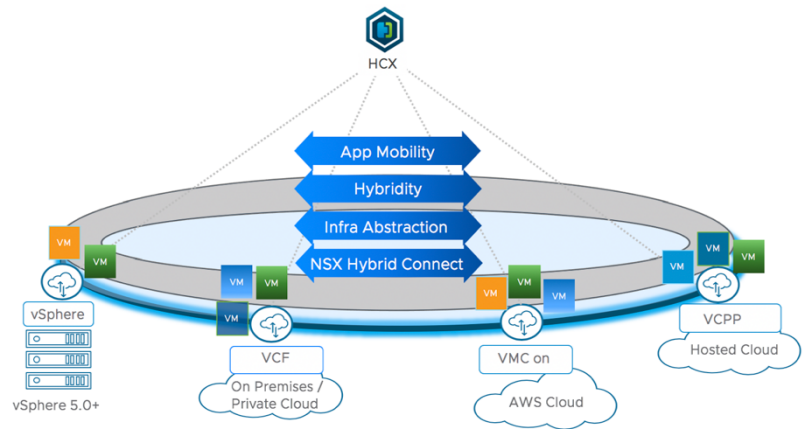 HCX
App Mobility
Hybridity
Infra Abstraction
NSX Hybrid Connect
VM
VM
vSphere
vSphere 5.0+
VM
VM
VM
VCF
On Premises /
Private Cloud
VM
VM
VM
VMC on
AWS Cloud
VM
VM
VM
VCPP
Hosted Cloud